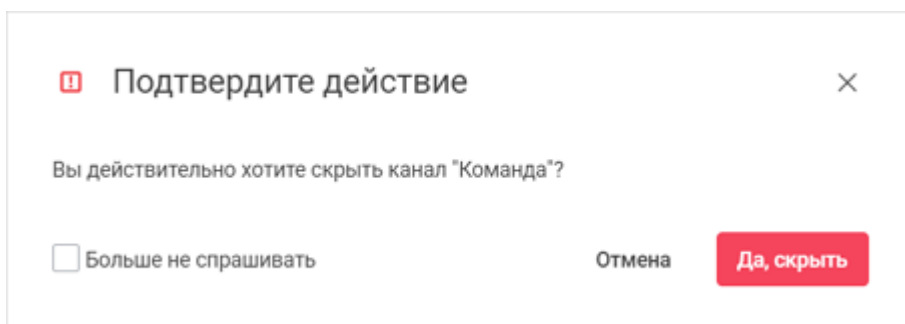 Подтвердите действие
Вы действительно хотите скрыть канал "Команда"?
Больше не спрашивать
Отмена
Да, скрыть